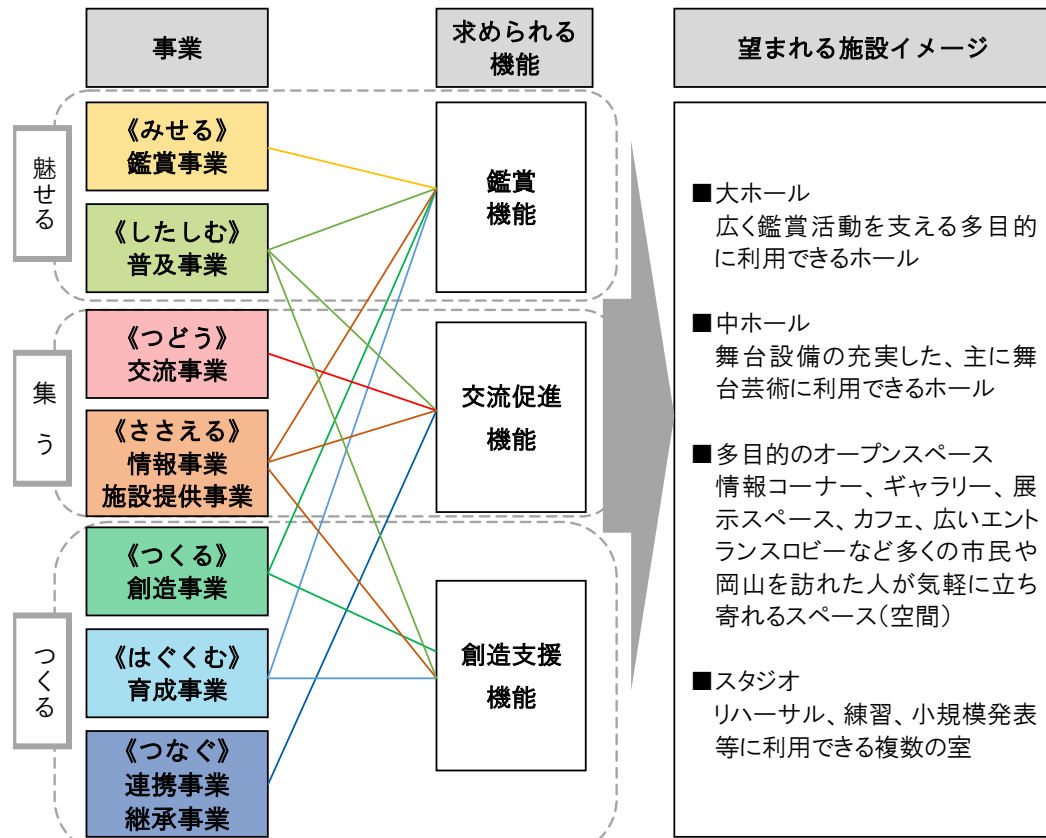 事業
求められる
機能
望まれる施設イメージ
魅せる
《みせる》
鑑賞事業
《したしむ》
普及事業
集う
《つどう》
交流事業
《ささえる》
情報事業
施設提供事業
つくる
《つくる》
創造事業
《はぐくむ》
育成事業
《つなぐ》
連携事業
継承事業
鑑賞
機能
交流促進
機能
創造支援
機能
■大ホール
広く鑑賞活動を支える多目的
に利用できるホール
■中ホール
舞台設備の充実した、主に舞
台芸術に利用できるホール
■多目的のオープンスペース
情報コーナー、ギャラリー、展
示スペース、カフェ、広いエント
ランスロビーなど多くの市民や
岡山を訪れた人が気軽に立ち
寄れるスペース(空間)
■スタジオ
リハーサル、練習、小規模発表
等に利用できる複数の室